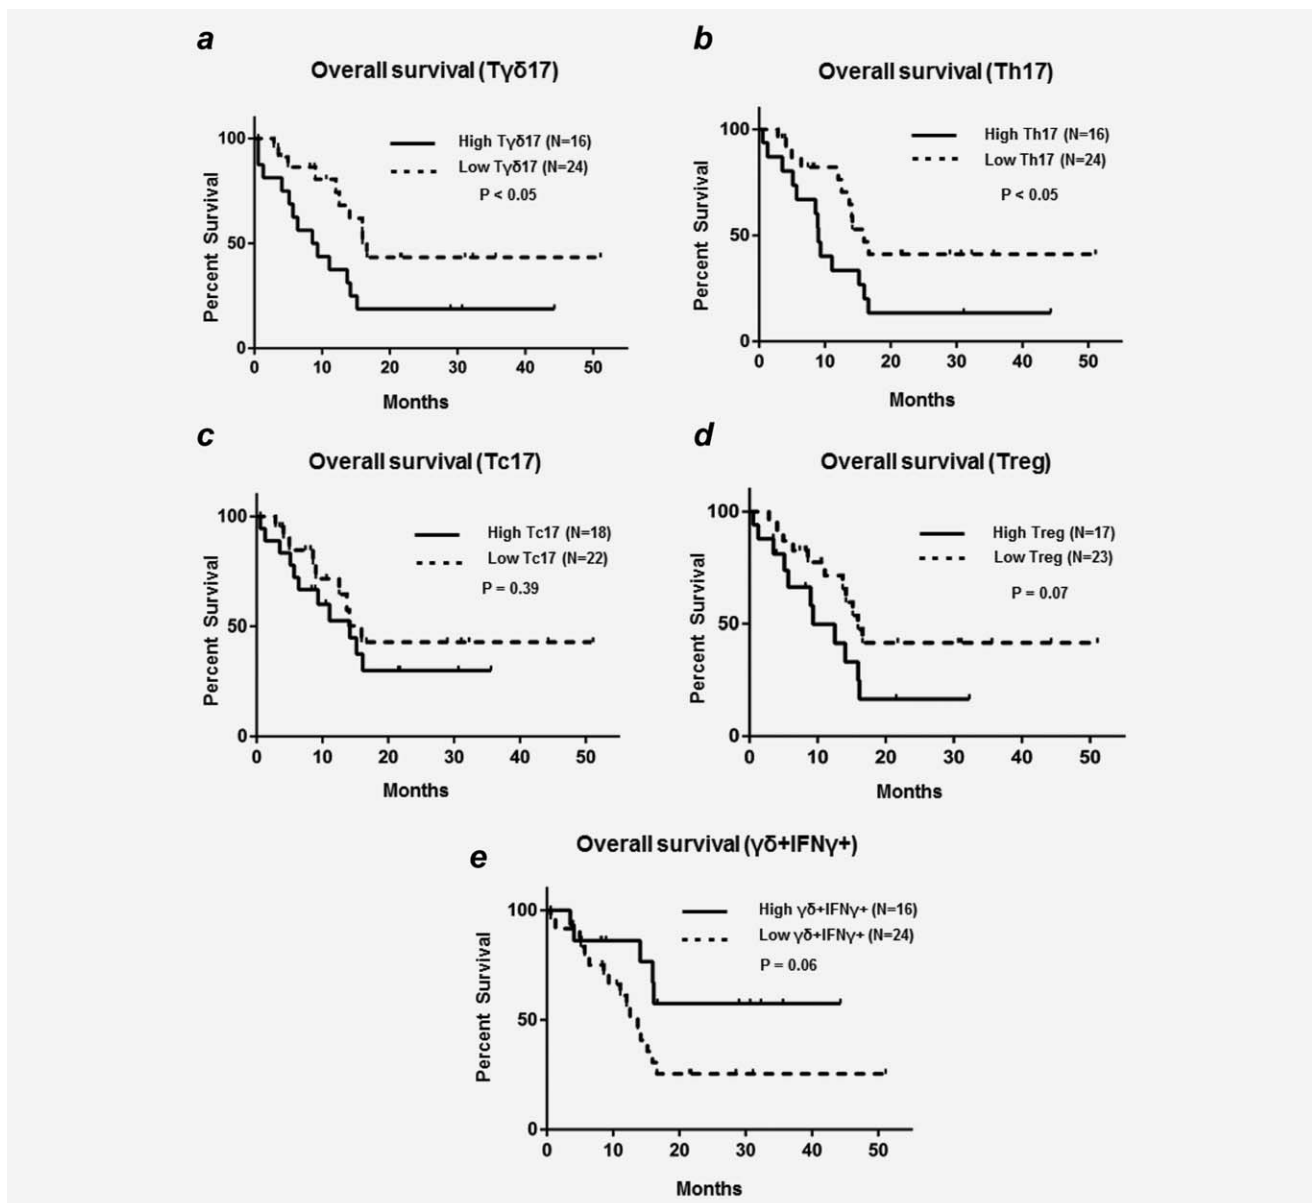 a
Overall survival (Tγδ17)
100
50
0
Percent Survival
High Tγδ17 (N=16)
Low Tγδ17 (N=24)
P < 0.05
0 10 20 30 40 50
Months
b
Overall survival (Th17)
100
50
0
Percent Survival
High Th17 (N=16)
Low Th17 (N=24)
P < 0.05
0 10 20 30 40 50
Months
c
Overall survival (Tc17)
100
50
0
Percent Survival
High Tc17 (N=18)
Low Tc17 (N=22)
P = 0.39
0 10 20 30 40 50
Months
d
Overall survival (Treg)
100
50
0
Percent Survival
High Treg (N=17)
Low Treg (N=23)
P = 0.07
0 10 20 30 40 50
Months
e
Overall survival (γδ+IFNγ+)
100
50
0
Percent Survival
High γδ+IFNγ+ (N=16)
Low γδ+IFNγ+ (N=24)
P = 0.06
0 10 20 30 40 50
Months